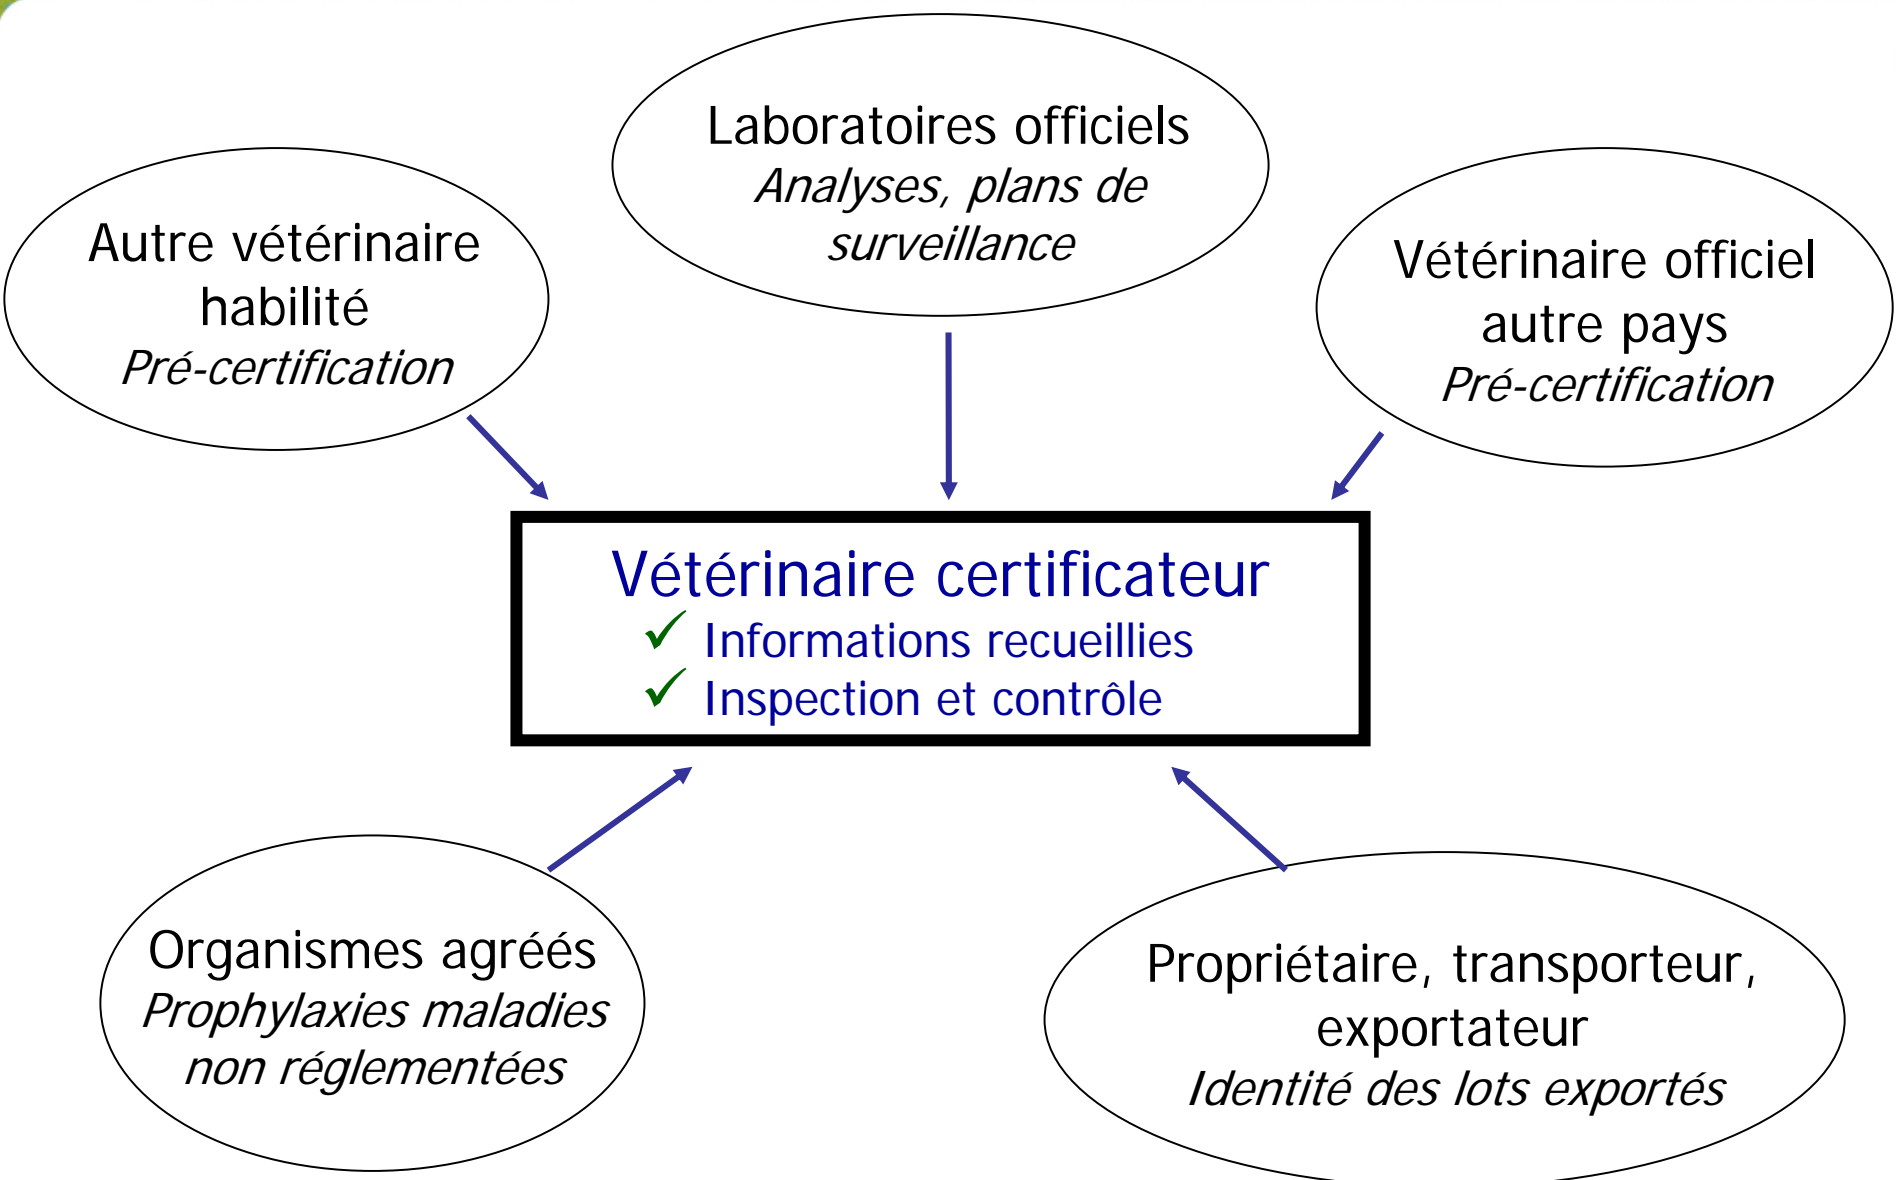 Laboratoires officiels
Analyses, plans de
surveillance
Autre vétérinaire
habilité
Pré-certification
Vétérinaire officiel
autre pays
Pré-certification
Vétérinaire certificateur
✓ Informations recueillies
✓ Inspection et contrôle
Organismes agréés
Prophylaxies maladies
non réglementées
Propriétaire, transporteur,
exportateur
Identité des lots exportés